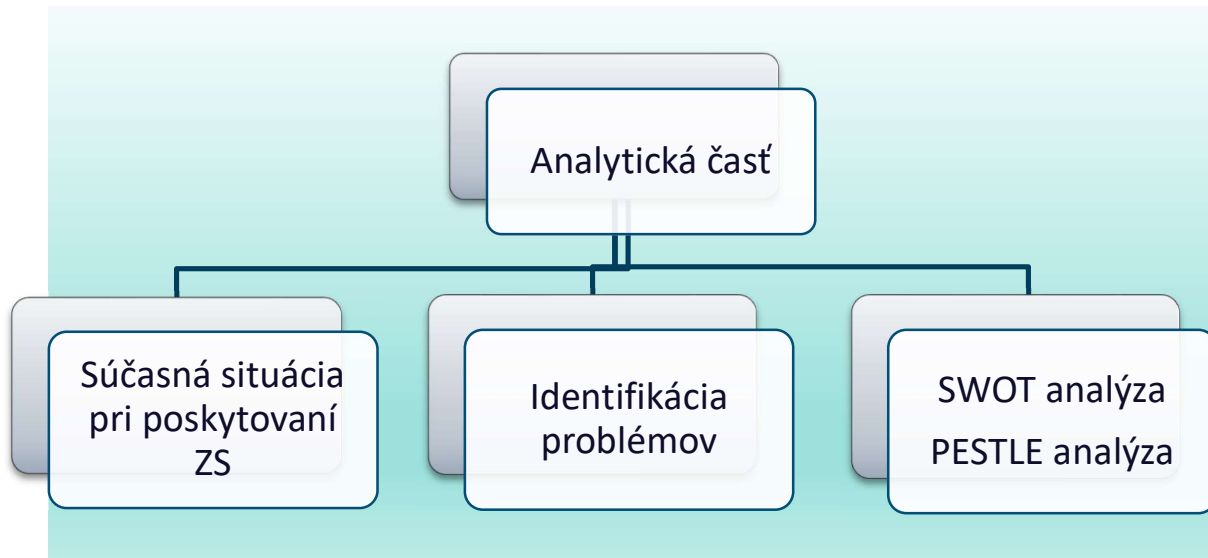 Analytická časť
Súčasná situácia
pri poskytovaní
ZS
Identifikácia
problémov
SWOT analýza
PESTLE analýza